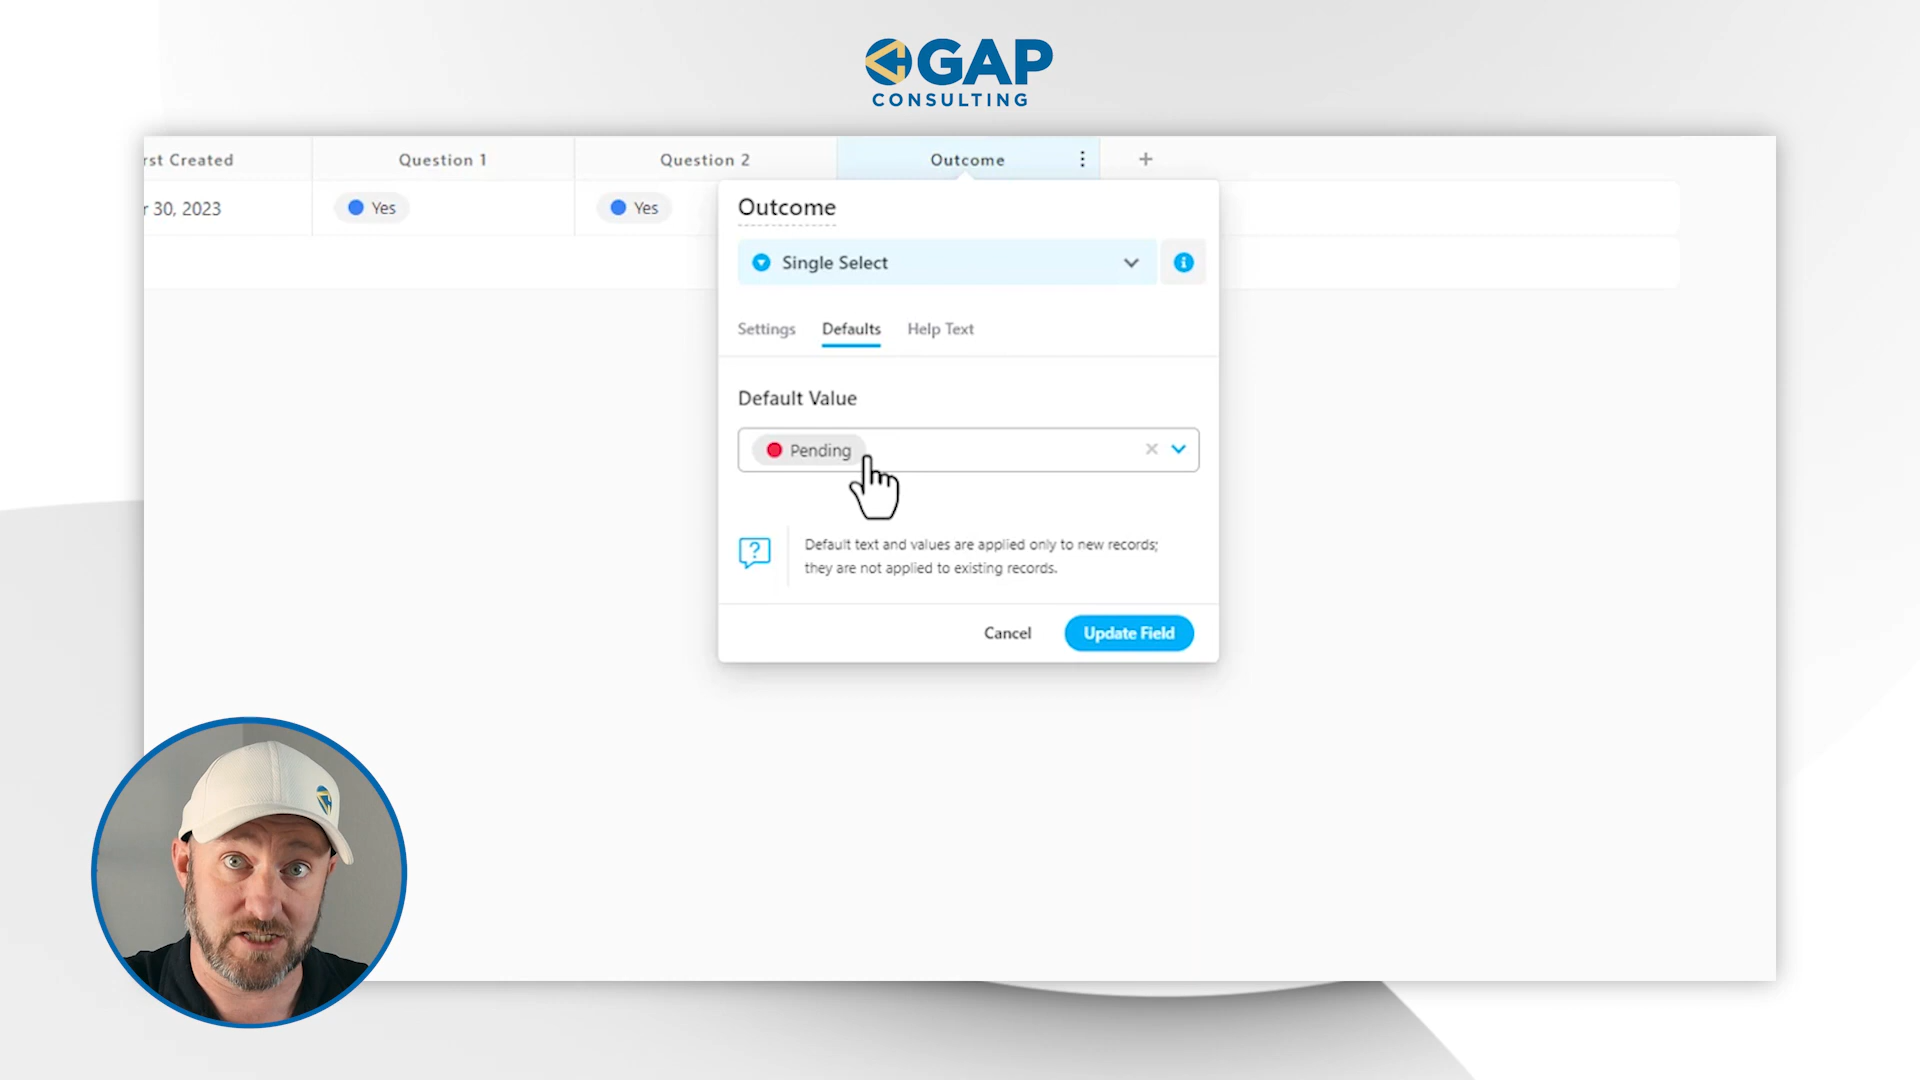 GAP
CONSULTING
rst Created
Question 1
Question 2
Outcome
+
r 30, 2023
Yes
Yes
Outcome
Single Select
Settings
Defaults
Help Text
Default Value
Pending
Default text and values are applied only to new records;
they are not applied to existing records.
Cancel
Update Field